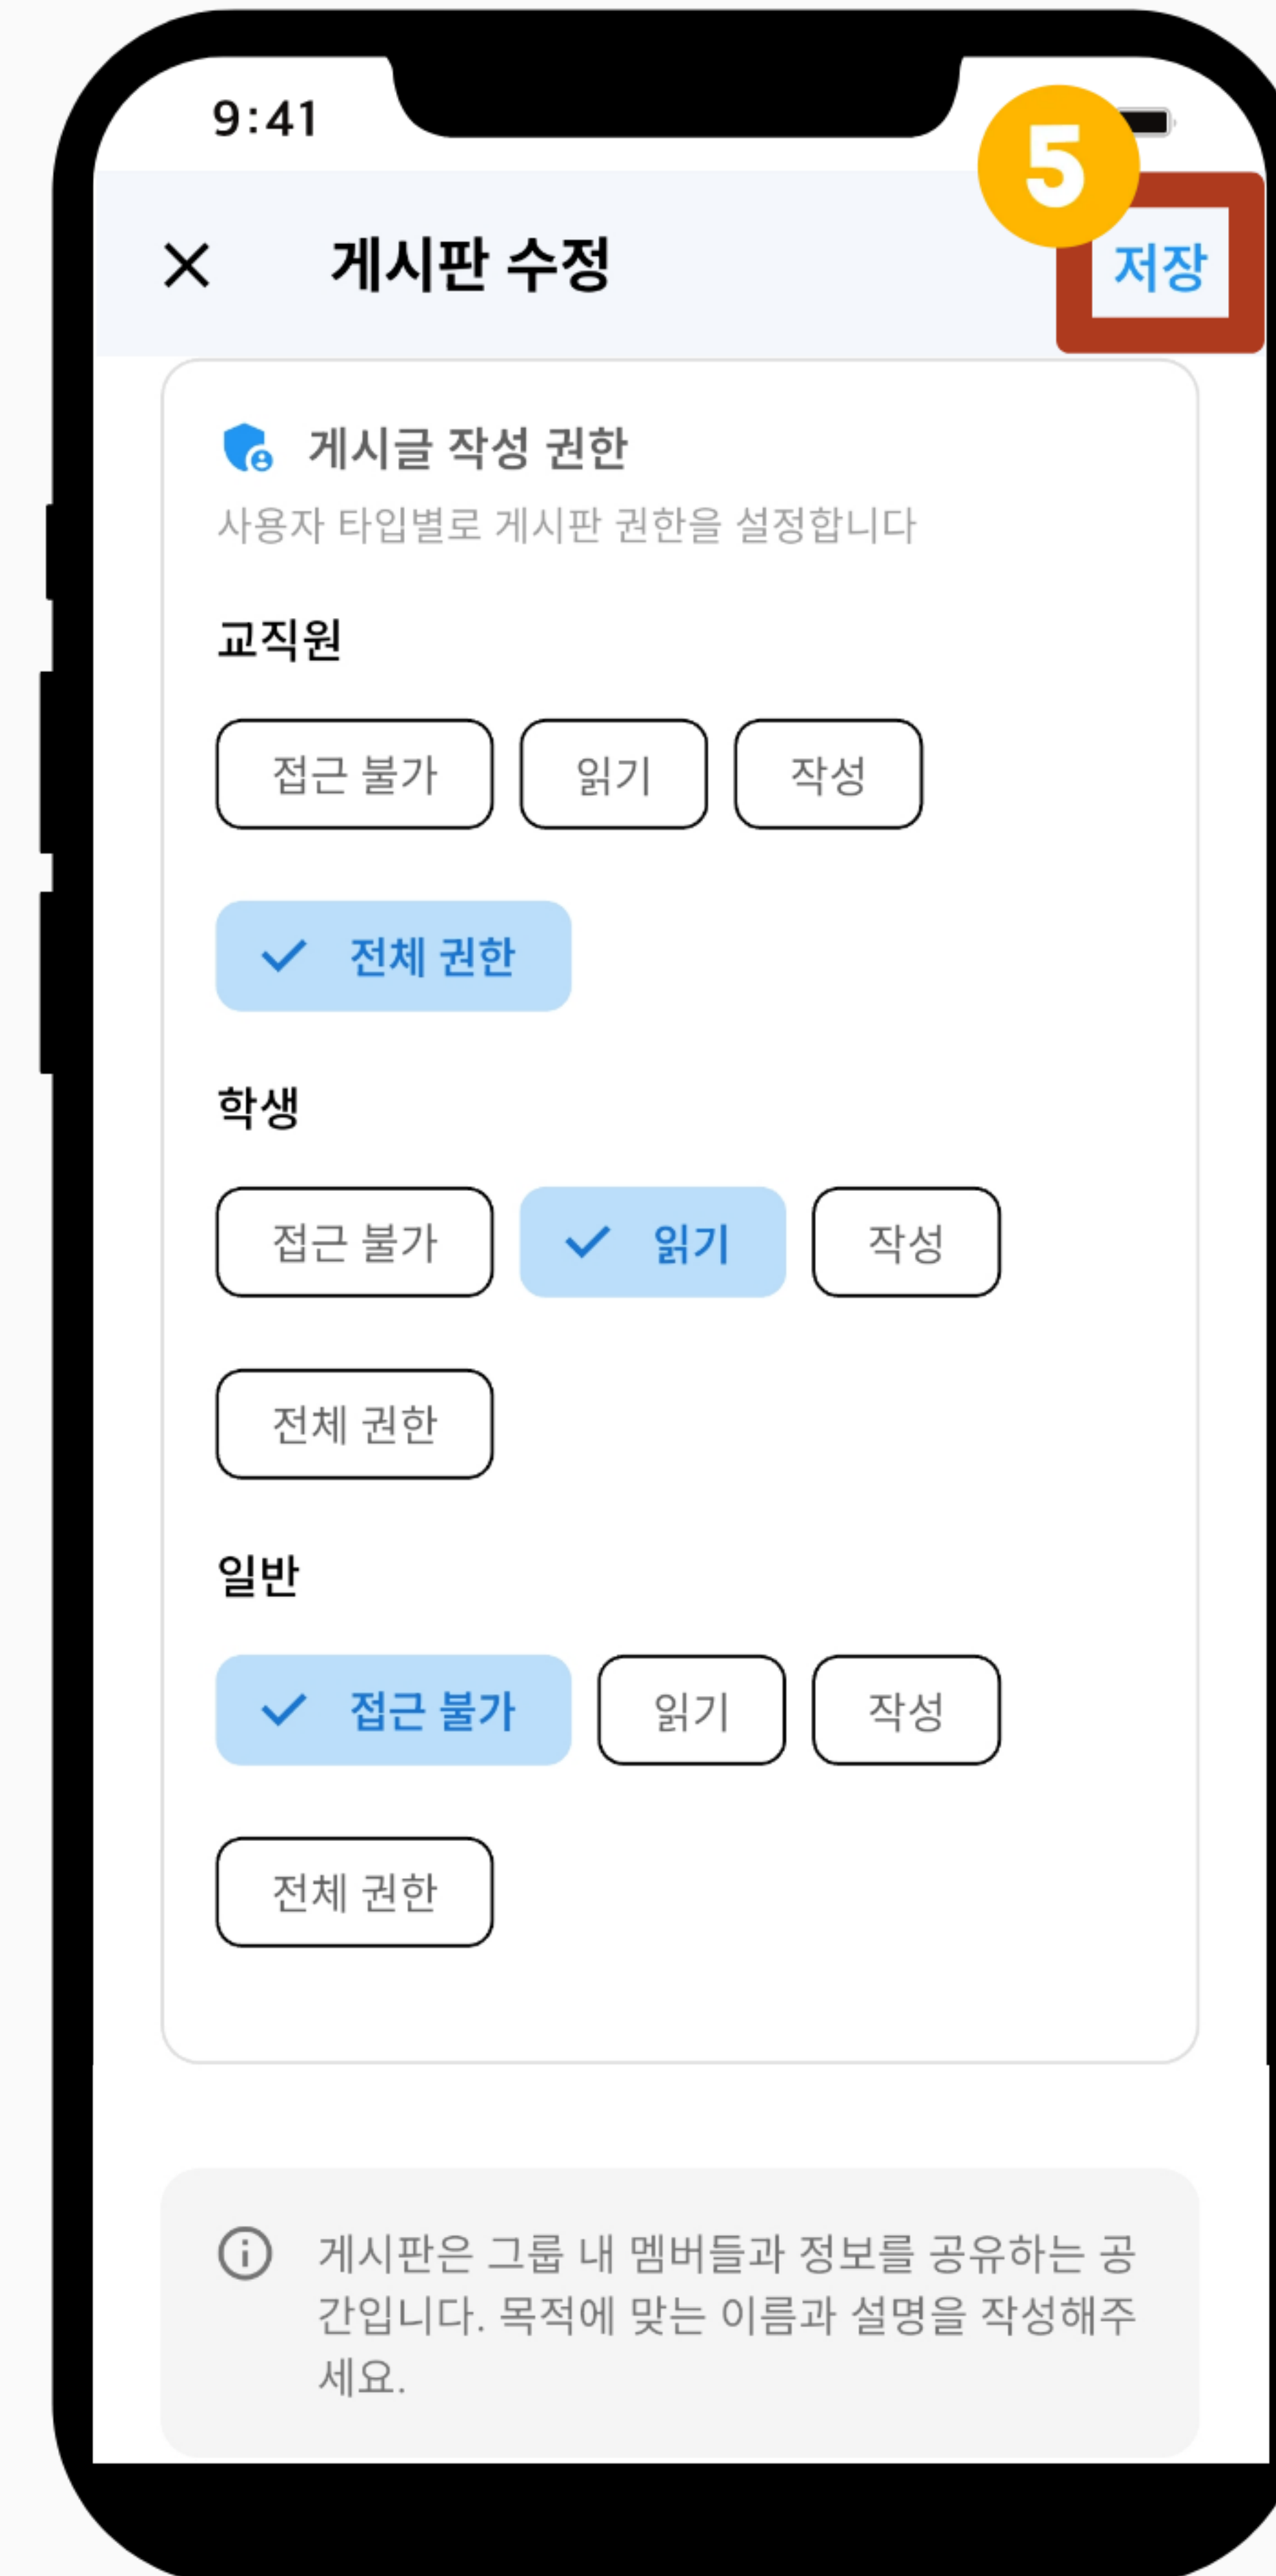 9:41
5
게시판 수정
저장
게시글 작성 권한
사용자 타입별로 게시판 권한을 설정합니다
교직원
접근 불가 읽기 작성
전체 권한
학생
접근 불가 읽기 작성
전체 권한
일반
접근 불가 읽기 작성
전체 권한
게시판은 그룹 내 멤버들과 정보를 공유하는 공
간입니다. 목적에 맞는 이름과 설명을 작성해주
세요.